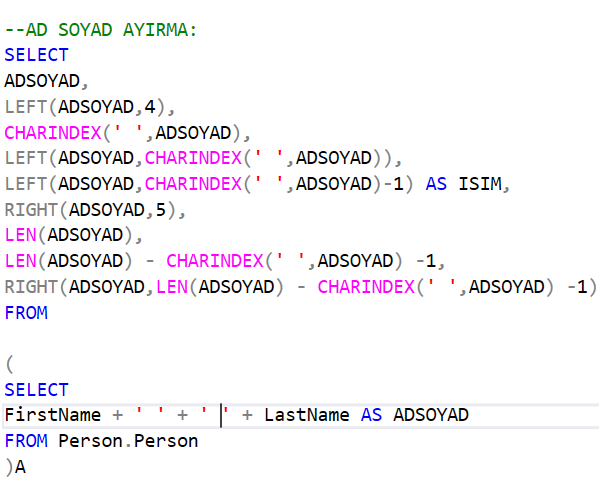 --AD SOYAD AYIRMA:
SELECT
ADSOYAD,
LEFT(ADSOYAD,4),
CHARINDEX(' ',ADSOYAD),
LEFT(ADSOYAD,CHARINDEX(' ',ADSOYAD)),
LEFT(ADSOYAD,CHARINDEX(' ',ADSOYAD)-1) AS ISIM,
RIGHT(ADSOYAD,5),
LEN(ADSOYAD),
LEN(ADSOYAD) - CHARINDEX(' ',ADSOYAD) -1,
RIGHT(ADSOYAD,LEN(ADSOYAD) - CHARINDEX(' ',ADSOYAD) -1)
FROM
(
SELECT
FirstName + ' ' + ' ' + LastName AS ADSOYAD
FROM Person.Person
)A